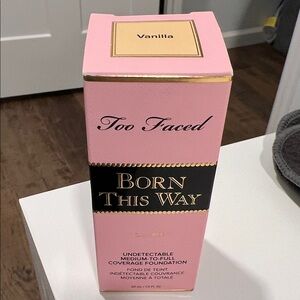 Vanilla
Too Faced
BORN
THIS WAY
UNDETECTABLE
MEDIUM-TO-FULL
COVERAGE FOUNDATION
FOND DE TEINT
INDÉTECTABLE COUVRANCE
MOYENNE À TOTALE